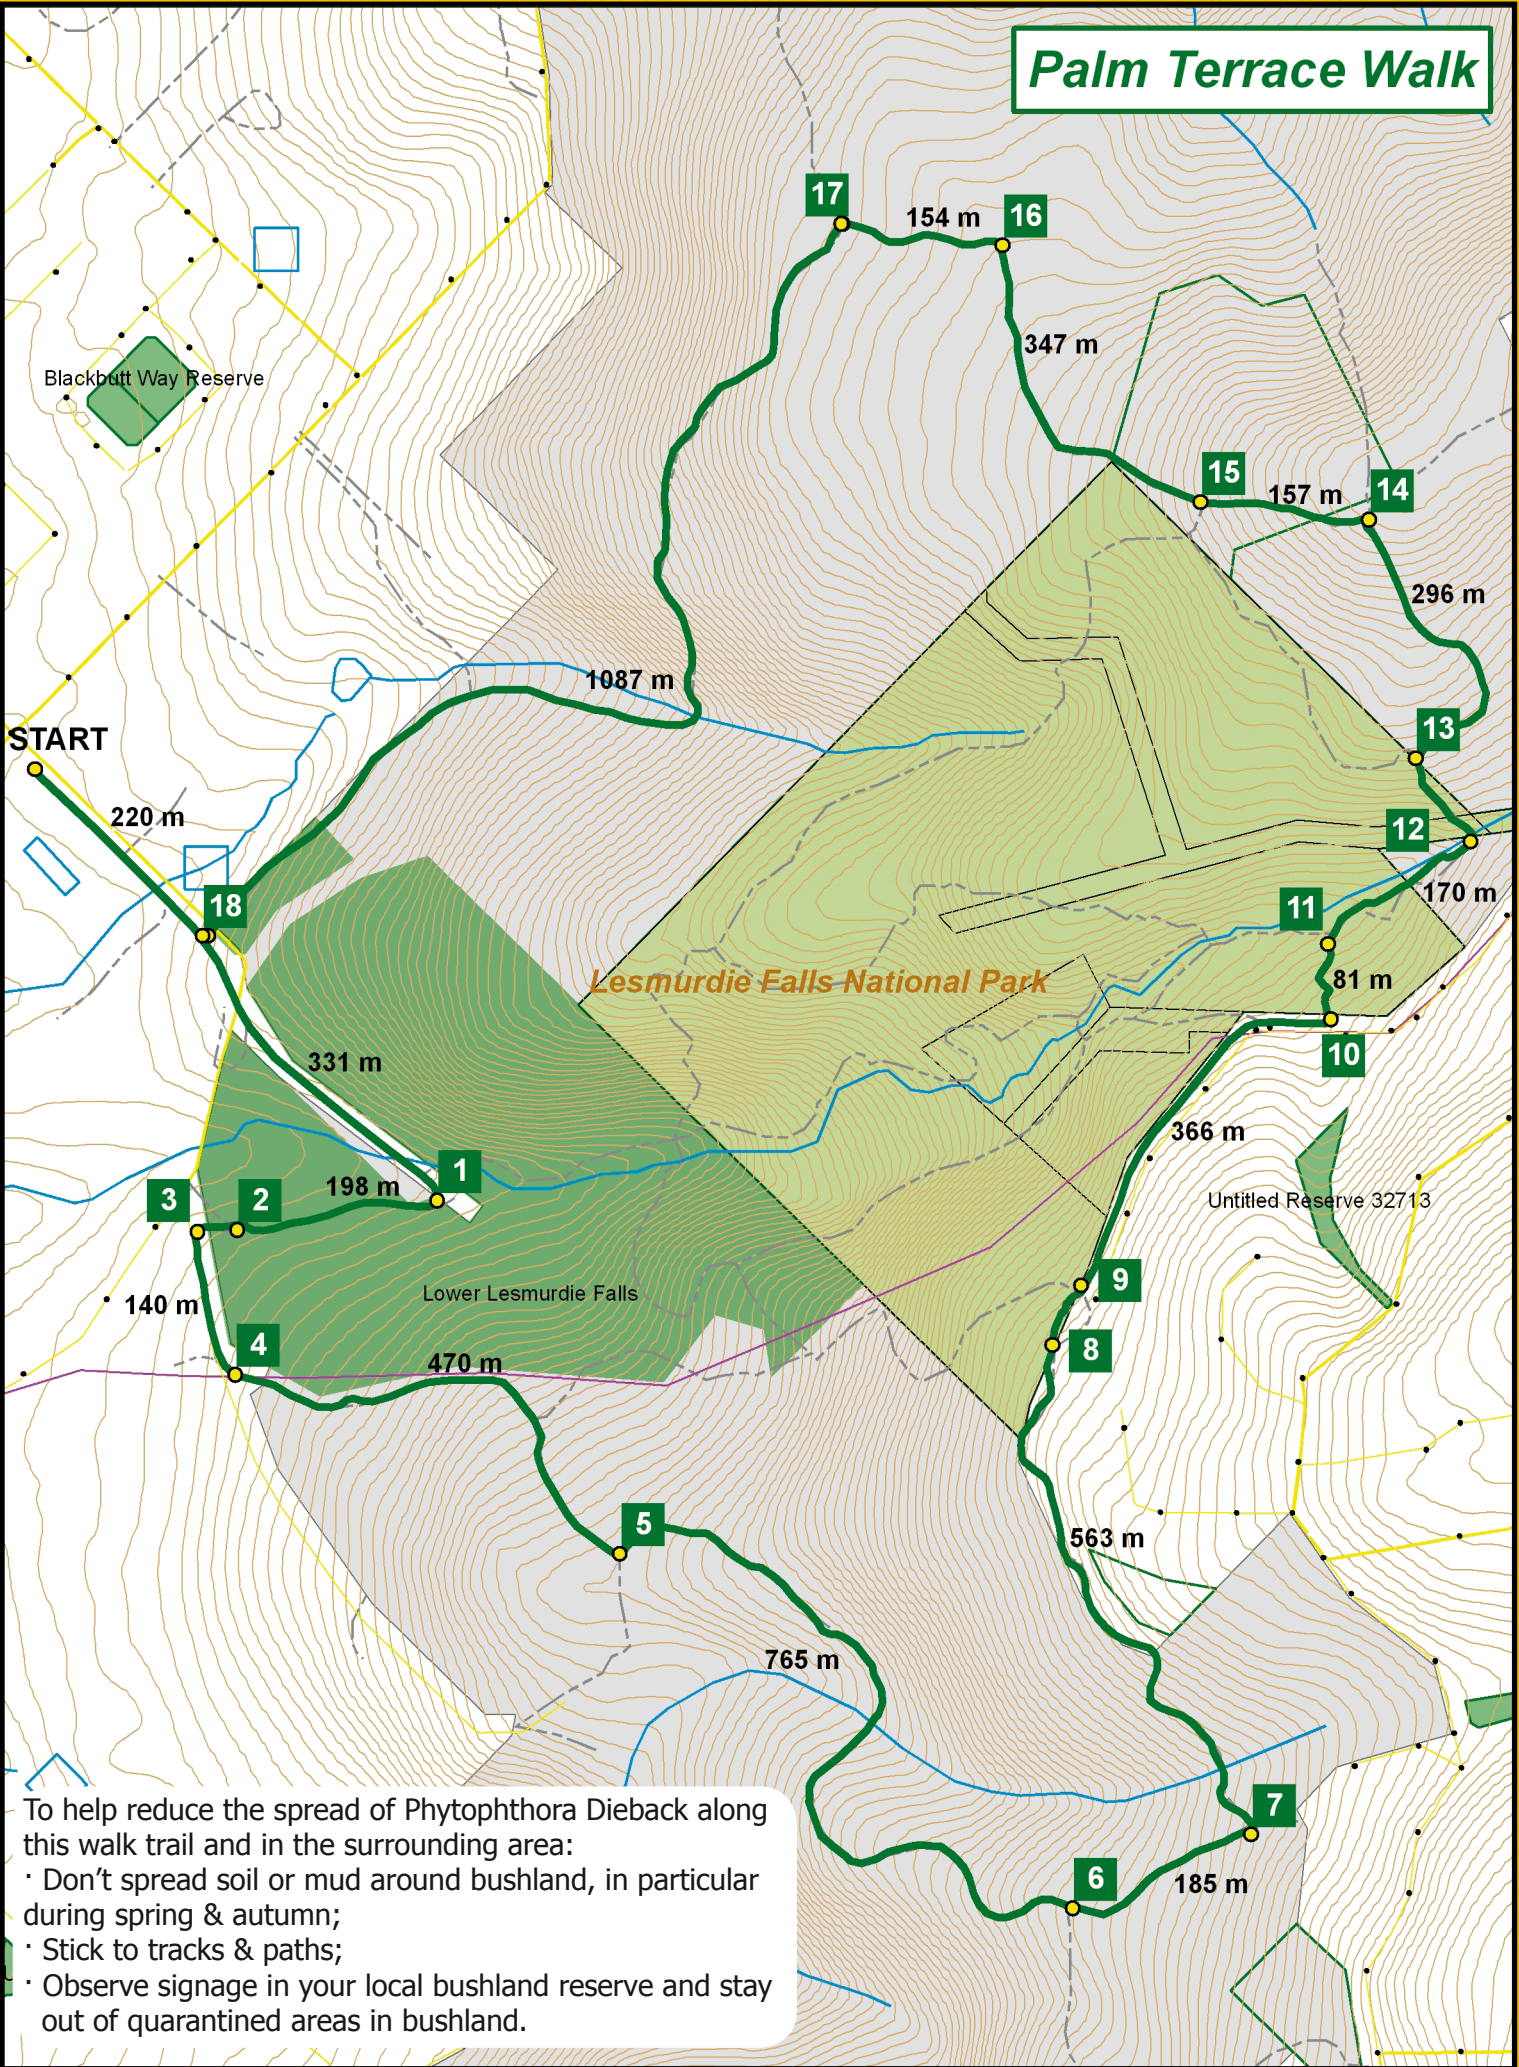 Palm Terrace Walk
17
154 m
16
347 m
Blackbutt Way Reserve
15
157 m
14
296 m
1087 m
13
START
220 m
12
170 m
18
11
81 m
Lesmurdie Falls National Park
331 m
10
366 m
1
198 m
3
2
Untitled Reserve 32713
9
Lower Lesmurdie Falls
140 m
4
8
470 m
5
563 m
765 m
7
6
185 m
To help reduce the spread of Phytophthora Dieback along
this walk trail and in the surrounding area:
· Don’t spread soil or mud around bushland, in particular
during spring & autumn;
· Stick to tracks & paths;
· Observe signage in your local bushland reserve and stay
out of quarantined areas in bushland.